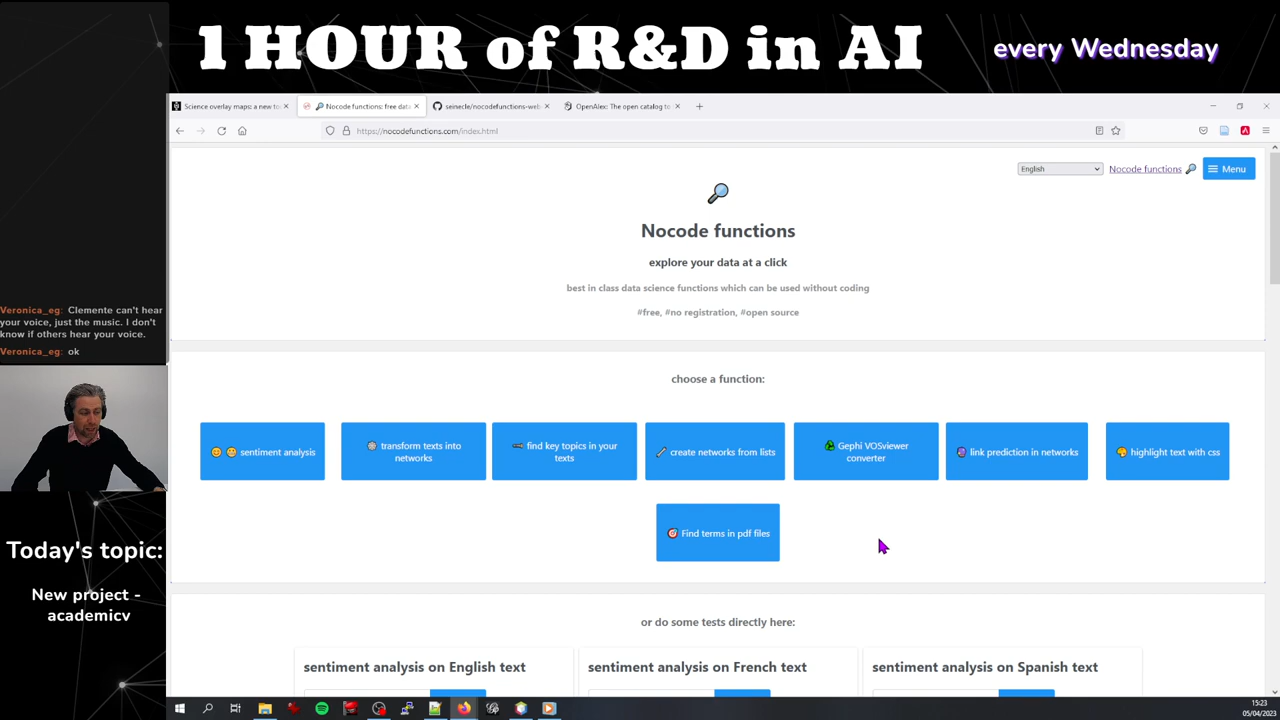 1 HOUR of R&D in AI
every Wednesday
Science overlay maps: a new to
Nocode functions: free dat
seinecle/nocodefunctions-web
OpenAlex: The open catalog to
https://nocodefunctions.com/index.html
English
Nocode functions
Menu
Nocode functions
explore your data at a click
best in class data science functions which can be used without coding
#free, #no registration, #open source
choose a function:
sentiment analysis
transform texts into
networks
find key topics in your
texts
create networks from lists
Gephi VOSviewer
converter
link prediction in networks
highlight text with css
Find terms in pdf files
or do some tests directly here:
sentiment analysis on English text
sentiment analysis on French text
sentiment analysis on Spanish text
Veronica_eg: Clemente can't hear
your voice, just the music. I don't
know if others hear your voice.
Veronica_eg: ok
Today's topic:
New project -
academicv
15:23
05/04/2023